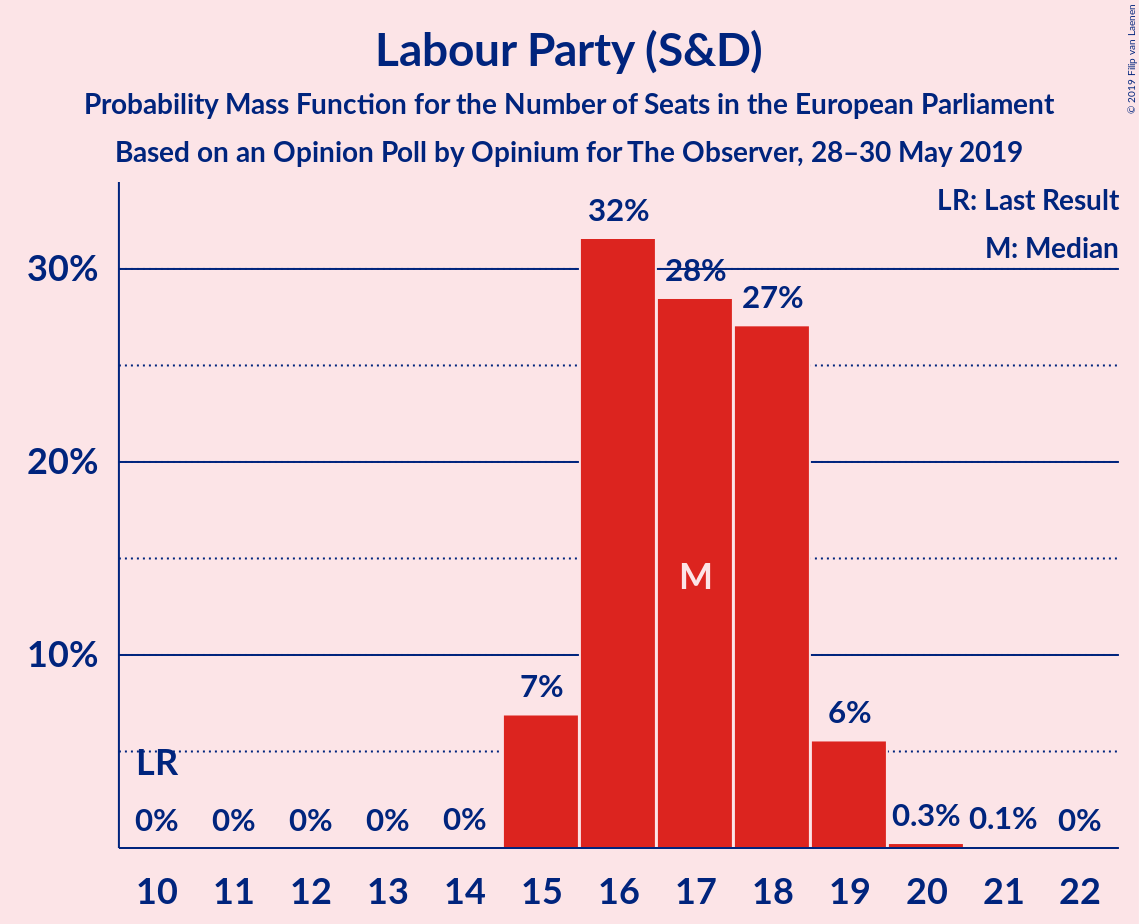 Labour Party (S&D)
Probability Mass Function for the Number of Seats in the European Parliament
Based on an Opinion Poll by Opinium for The Observer, 28–30 May 2019
© 2019 Filip van Laenen
LR: Last Result
M: Median
30%
20%
10%
32%
28%
27%
M
7%
6%
LR
0%
0%
0%
0%
0%
0.3%
0.1%
0%
10 11 12 13 14 15 16 17 18 19 20 21 22